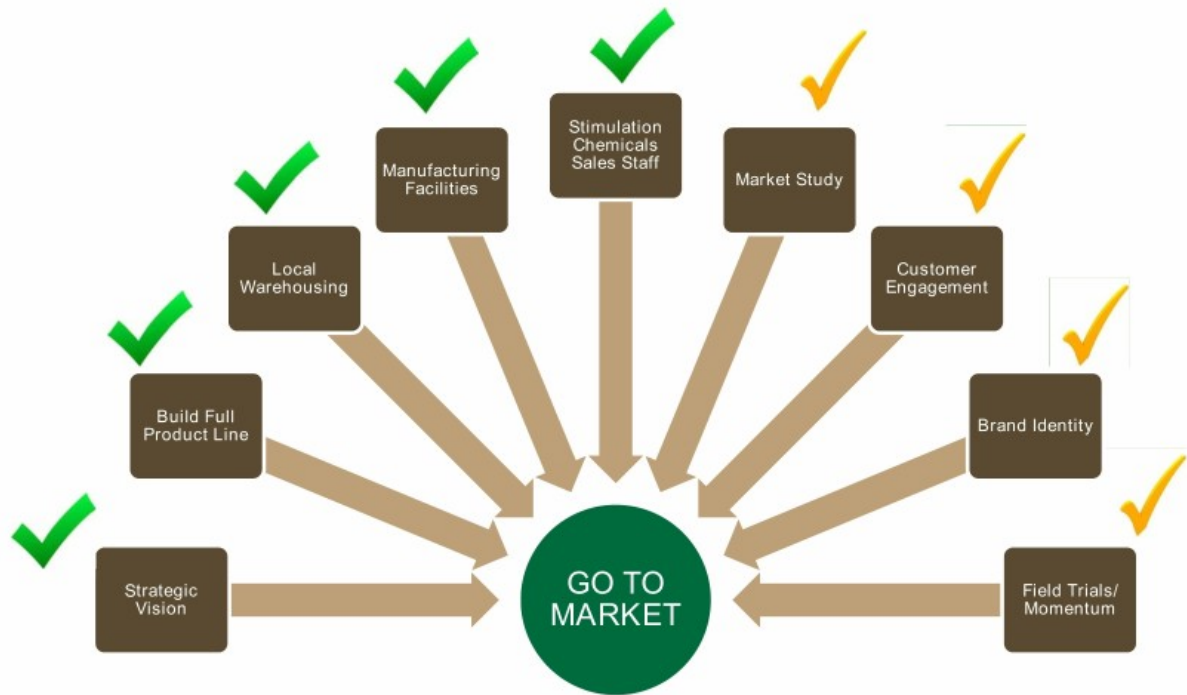 Stimulation
Chemicals
Sales Staff
Manufacturing
Facilities
Market Study
Local
Warehousing
Customer
Engagement
Build Full
Product Line
Brand Identity
Strategic
Vision
GO TO
MARKET
Field Trials/
Momentum